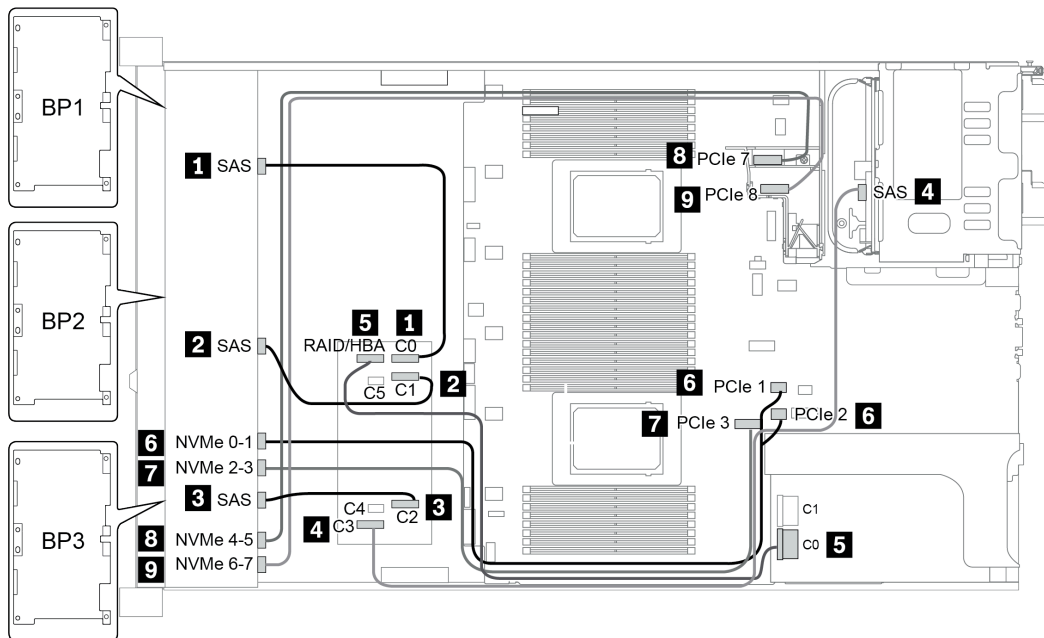 BP1
BP2
BP3
1 SAS
2 SAS
6 NVMe 0-1
7 NVMe 2-3
3 SAS
8 NVMe 4-5
9 NVMe 6-7
5 1
RAID/HBA C0
C5 C1 2
C4
4 C3 C2 3
8 PCIe 7
9 PCIe 8
SAS 4
6 PCIe 1
7 PCIe 3
PCIe 2 6
C1
C0 5